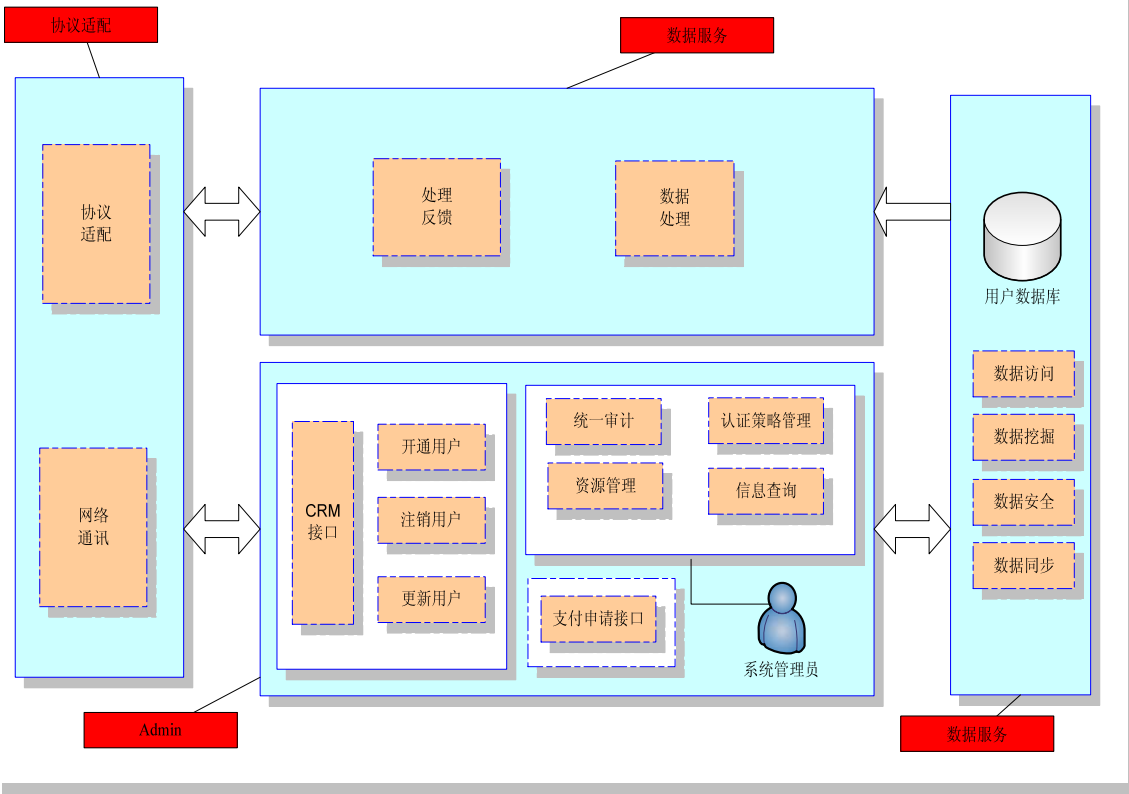 协议适配
数据服务
协议
适配
处理
反馈
数据
处理
用户数据库
数据访问
数据挖掘
数据安全
数据同步
网络
通讯
CRM
接口
开通用户
注销用户
更新用户
统一审计
认证策略管理
资源管理
信息查询
支付申请接口
系统管理员
Admin
数据服务